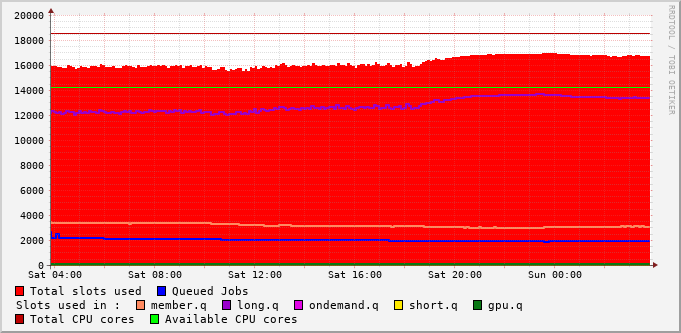 RRDTOOL / TOBI OETIKER
20000
18000
16000
14000
12000
10000
8000
6000
4000
2000
0
Sat 04:00 Sat 08:00 Sat 12:00 Sat 16:00 Sat 20:00 Sun 00:00
Total slots used Queued Jobs
Slots used in : member.q long.q ondemand.q short.q gpu.q
Total CPU cores Available CPU cores